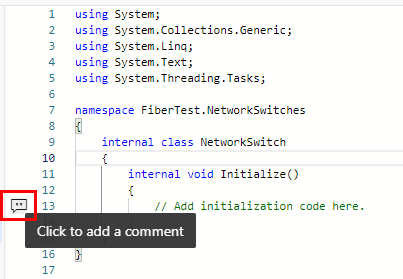 1 using System;
2 using System.Collections.Generic;
3 using System.Linq;
4 using System.Text;
5 using System.Threading.Tasks;
6
7 namespace FiberTest.NetworkSwitches
8 {
9 internal class NetworkSwitch
10 {
11 internal void Initialize()
12 {
13 // Add initialization code here.
Click to add a comment
16 }
17